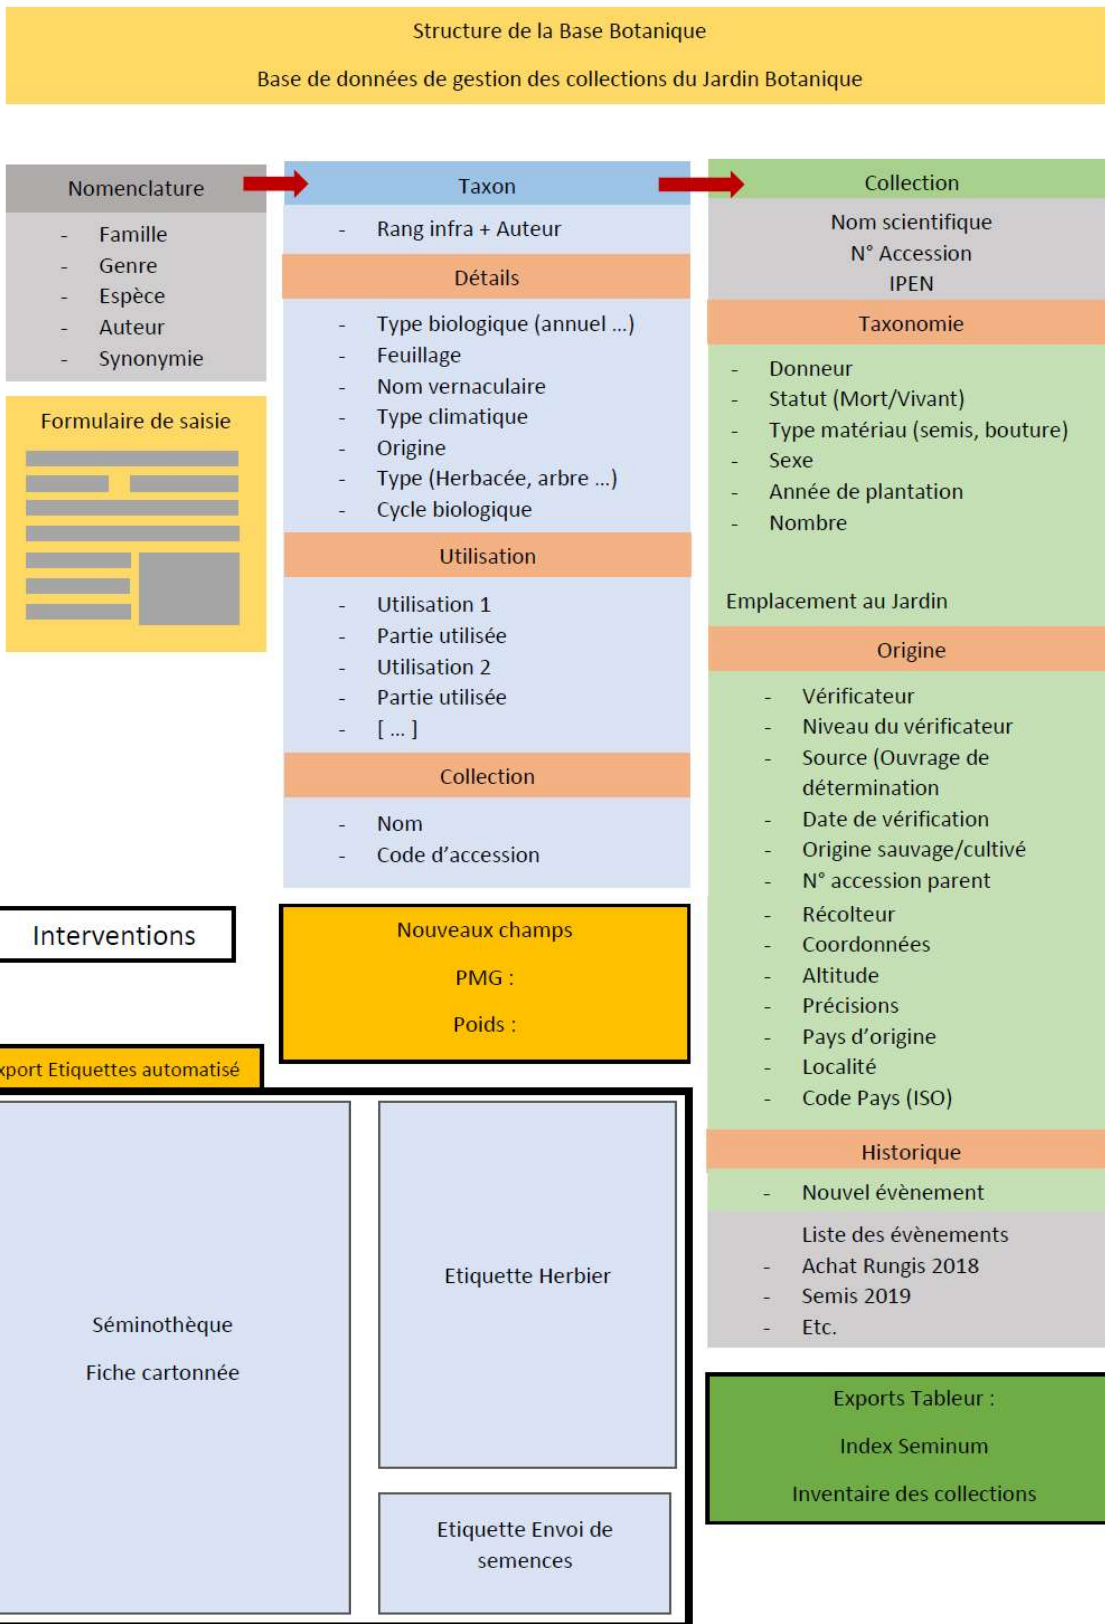 Structure de la Base Botanique
Base de données de gestion des collections du Jardin Botanique
Nomenclature
- Famille
- Genre
- Espèce
- Auteur
- Synonymie
Formulaire de saisie
Taxon
- Rang infra + Auteur
Détails
- Type biologique (annuel ...)
- Feuillage
- Nom vernaculaire
- Type climatique
- Origine
- Type (Herbacée, arbre ...)
- Cycle biologique
Utilisation
- Utilisation 1
- Partie utilisée
- Utilisation 2
- Partie utilisée
- [ ... ]
Collection
- Nom
- Code d'accession
Collection
Nom scientifique
N° Accession
IPEN
Taxonomie
- Donneur
- Statut (Mort/Vivant)
- Type matériau (semis, bouture)
- Sexe
- Année de plantation
- Nombre
Emplacement au Jardin
Origine
- Vérificateur
- Niveau du vérificateur
- Source (Ouvrage de
détermination
- Date de vérification
- Origine sauvage/cultivé
- N° accession parent
- Récolteur
- Coordonnées
- Altitude
- Précisions
- Pays d'origine
- Localité
- Code Pays (ISO)
Historique
- Nouvel évènement
Liste des évènements
- Achat Rungis 2018
- Semis 2019
- Etc.
Interventions
Nouveaux champs
PMG :
Poids :
xport Etiquettes automatisé
Séminothèque
Fiche cartonnée
Etiquette Herbier
Etiquette Envoi de
semences
Exports Tableur :
Index Seminum
Inventaire des collections